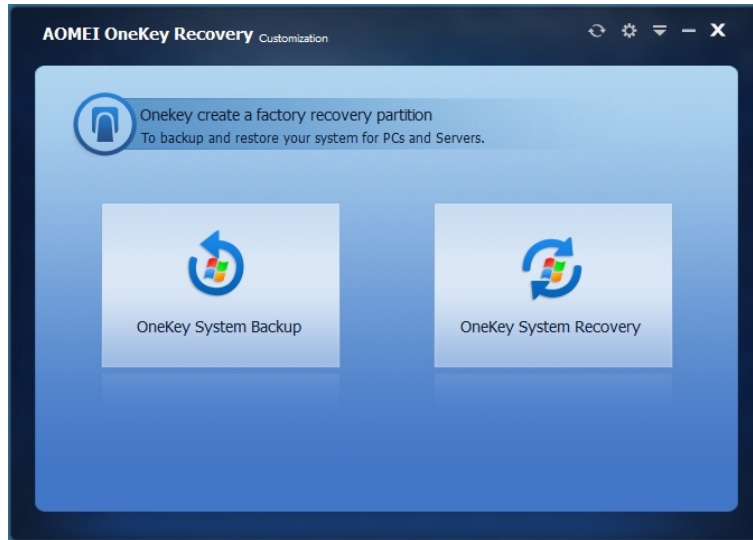 AOMEI OneKey Recovery Customization
Onekey create a factory recovery partition
To backup and restore your system for PCs and Servers.
OneKey System Backup
OneKey System Recovery